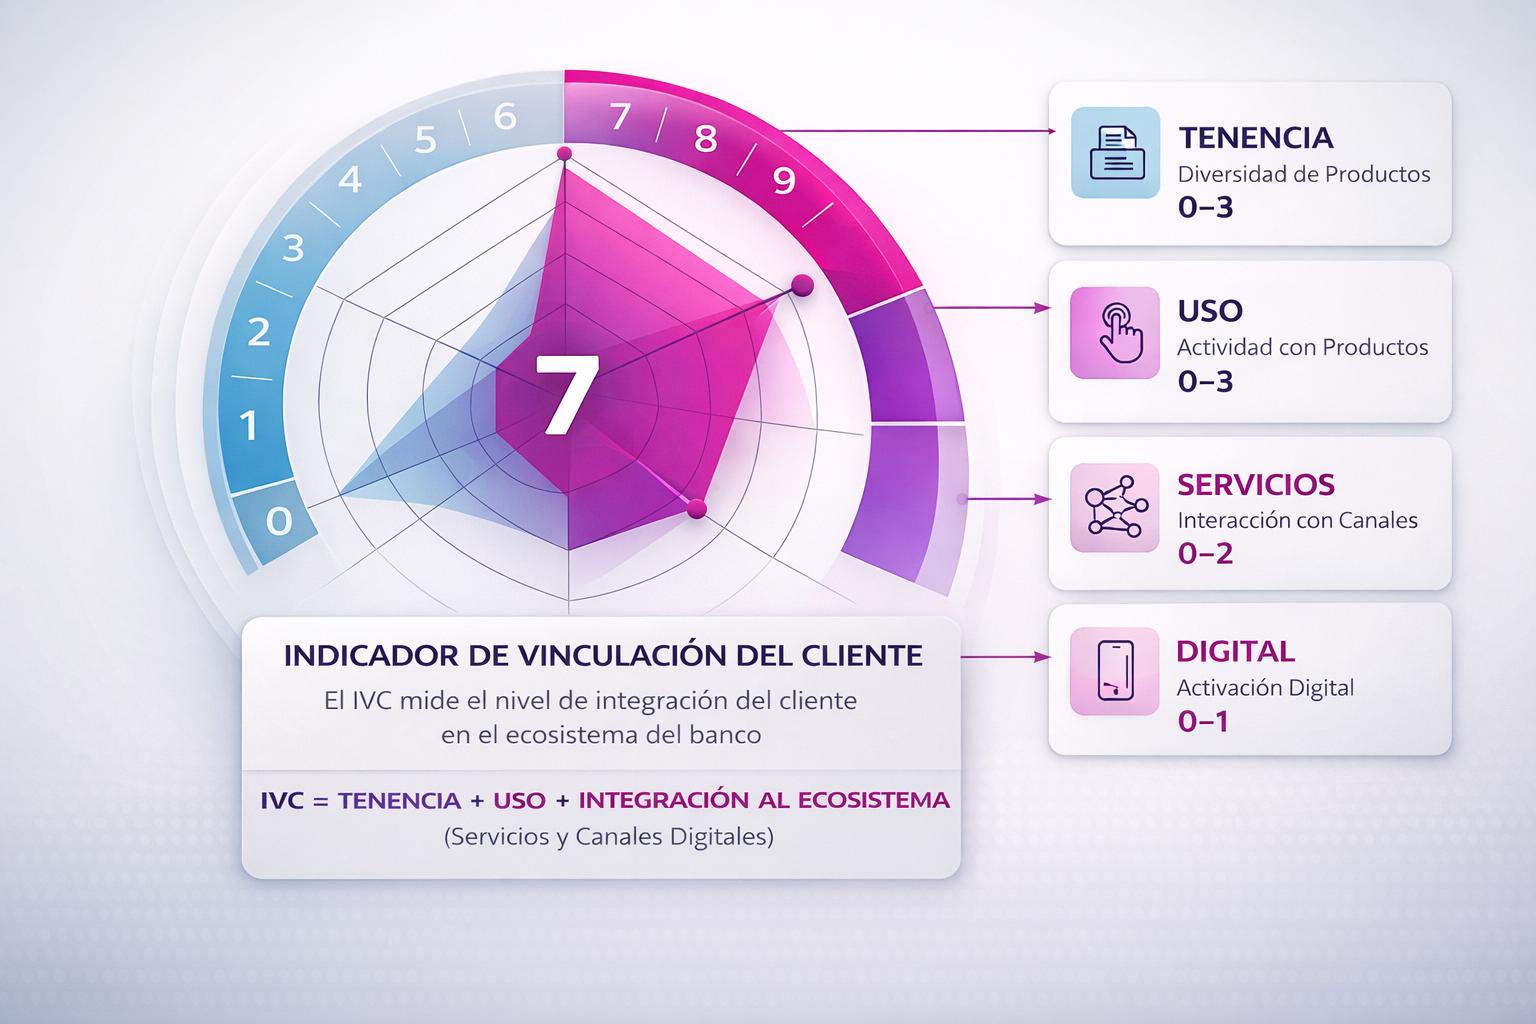 0
1
2
3
4
5
6
7
8
9
7
TENENCIA
Diversidad de Productos
0–3
USO
Actividad con Productos
0–3
SERVICIOS
Interacción con Canales
0–2
DIGITAL
Activación Digital
0–1
INDICADOR DE VINCULACIÓN DEL CLIENTE
El IVC mide el nivel de integración del cliente
en el ecosistema del banco
IVC = TENENCIA + USO + INTEGRACIÓN AL ECOSISTEMA
(Servicios y Canales Digitales)